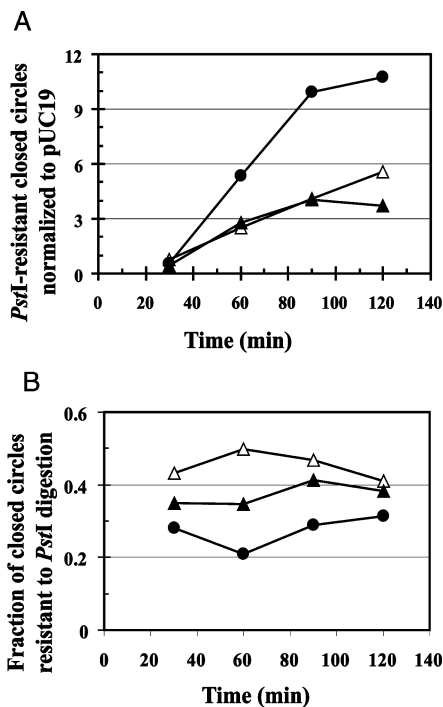 A
PstI-resistant closed circles
normalized to pUC19
12
9
6
3
0
0 20 40 60 80 100 120 140
Time (min)
B
Fraction of closed circles
resistant to PstI digestion
0.6
0.4
0.2
0
0 20 40 60 80 100 120 140
Time (min)